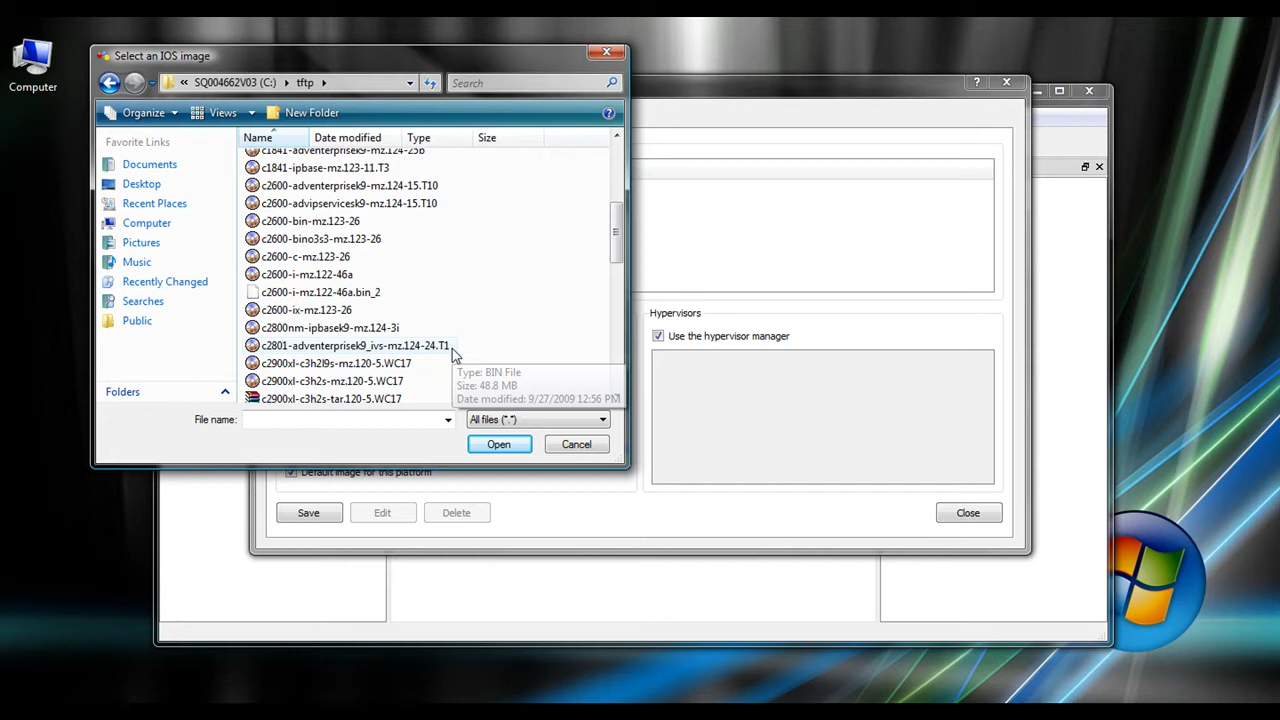 Computer
Select an IOS image
« SQ004662V03 (C:) ▸ tftp ▸
Search
Organize
Views
New Folder
Favorite Links
Documents
Desktop
Recent Places
Computer
Pictures
Music
Recently Changed
Searches
Public
Folders
Name
Date modified
Type
Size
c1841-adventerprisek9-mz.124-25b
c1841-ipbase-mz.123-11.T3
c2600-adventerprisek9-mz.124-15.T10
c2600-advipservicesk9-mz.124-15.T10
c2600-bin-mz.123-26
c2600-bino3s3-mz.123-26
c2600-c-mz.123-26
c2600-i-mz.122-46a
c2600-i-mz.122-46a.bin_2
c2600-ix-mz.123-26
c2800nm-ipbasek9-mz.124-3i
c2801-adventerprisek9_ivs-mz.124-24.T1
c2900xl-c3h2l9s-mz.120-5.WC17
c2900xl-c3h2s-mz.120-5.WC17
c2900xl-c3h2s-tar.120-5.WC17
Type: BIN File
Size: 48.8 MB
Date modified: 9/27/2009 12:56 PM
File name:
All files (*.*)
Open
Cancel
Hypervisors
Use the hypervisor manager
Default image for this platform
Save
Edit
Delete
Close